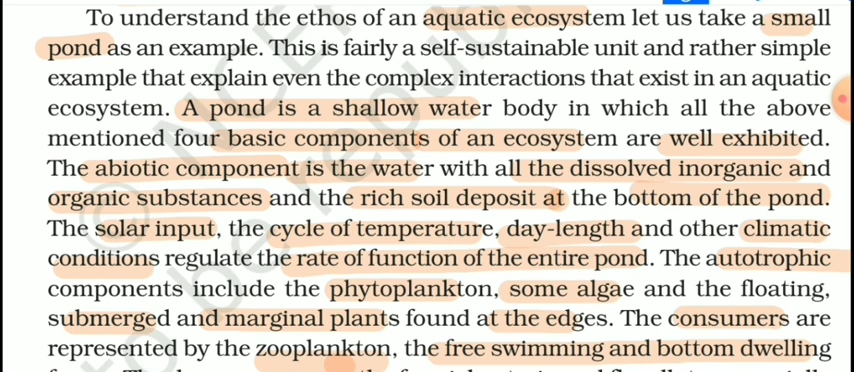 To understand the ethos of an aquatic ecosystem let us take a small
pond as an example. This is fairly a self-sustainable unit and rather simple
example that explain even the complex interactions that exist in an aquatic
ecosystem. A pond is a shallow water body in which all the above
mentioned four basic components of an ecosystem are well exhibited.
The abiotic component is the water with all the dissolved inorganic and
organic substances and the rich soil deposit at the bottom of the pond.
The solar input, the cycle of temperature, day-length and other climatic
conditions regulate the rate of function of the entire pond. The autotrophic
components include the phytoplankton, some algae and the floating,
submerged and marginal plants found at the edges. The consumers are
represented by the zooplankton, the free swimming and bottom dwelling